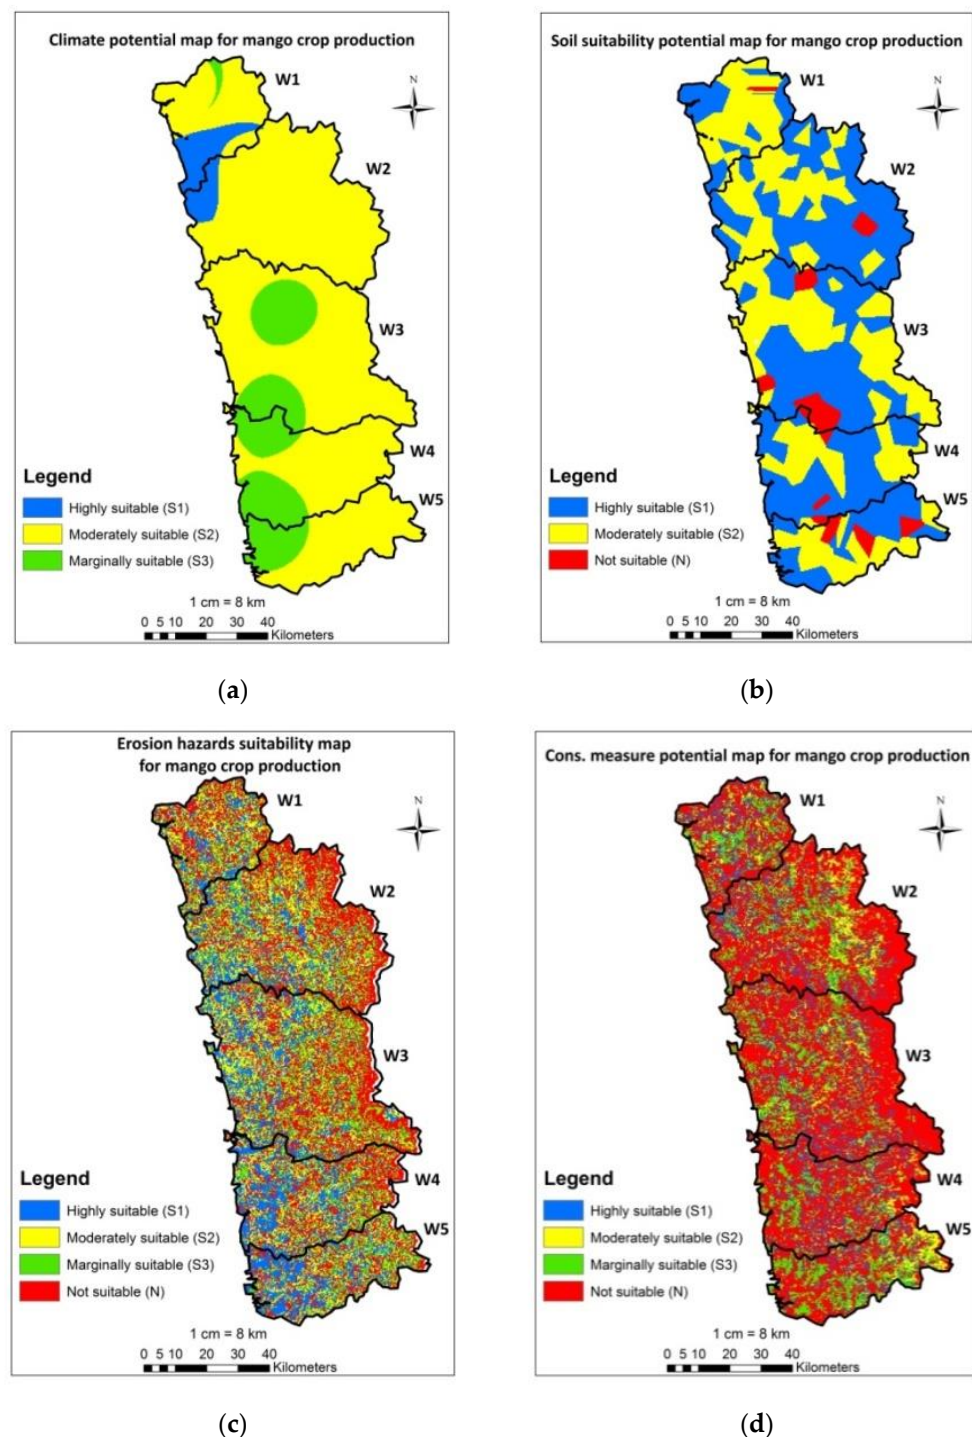 Climate potential map for mango crop production
N
W1
W2
W3
W4
W5
Legend
Highly suitable (S1)
Moderately suitable (S2)
Marginally suitable (S3)
1 cm = 8 km
0 5 10 20 30 40
Kilometers
(a)
Soil suitability potential map for mango crop production
N
W1
W2
W3
W4
W5
Legend
Highly suitable (S1)
Moderately suitable (S2)
Not suitable (N)
1 cm = 8 km
0 5 10 20 30 40
Kilometers
(b)
Erosion hazards suitability map
for mango crop production
N
W1
W2
W3
W4
W5
Legend
Highly suitable (S1)
Moderately suitable (S2)
Marginally suitable (S3)
Not suitable (N)
1 cm = 8 km
0 5 10 20 30 40
Kilometers
(c)
Cons. measure potential map for mango crop production
N
W1
W2
W3
W4
W5
Legend
Highly suitable (S1)
Moderately suitable (S2)
Marginally suitable (S3)
Not suitable (N)
1 cm = 8 km
0 5 10 20 30 40
Kilometers
(d)